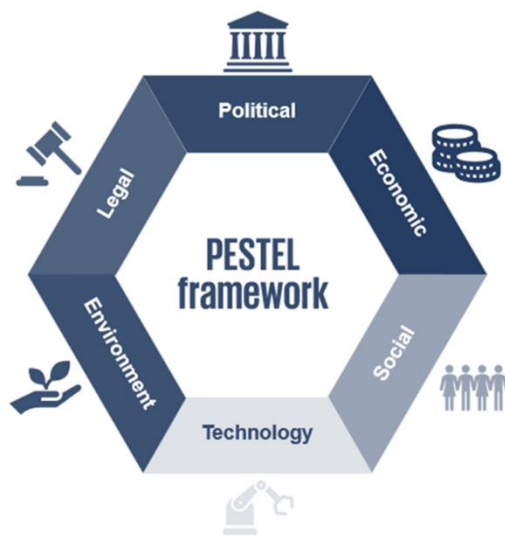 Political
Economic
Social
Technology
Environment
Legal
PESTEL
framework